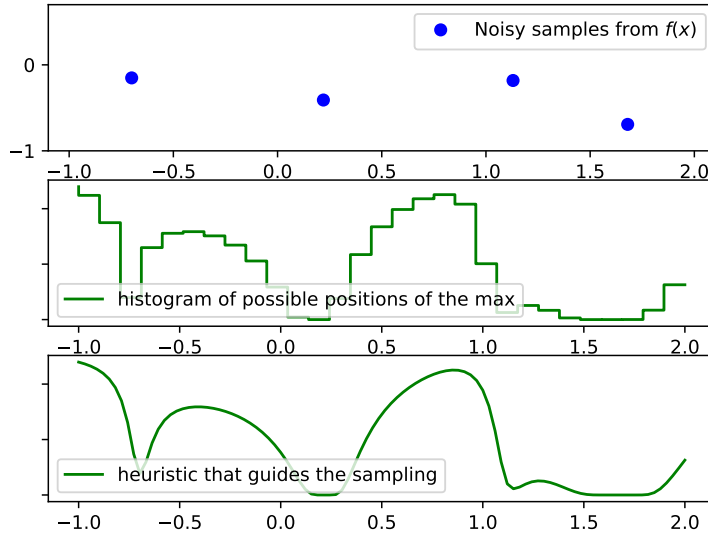 Noisy samples from f(x)
0
−1
−1.0 −0.5 0.0 0.5 1.0 1.5 2.0
histogram of possible positions of the max
−1.0 −0.5 0.0 0.5 1.0 1.5 2.0
heuristic that guides the sampling
−1.0 −0.5 0.0 0.5 1.0 1.5 2.0